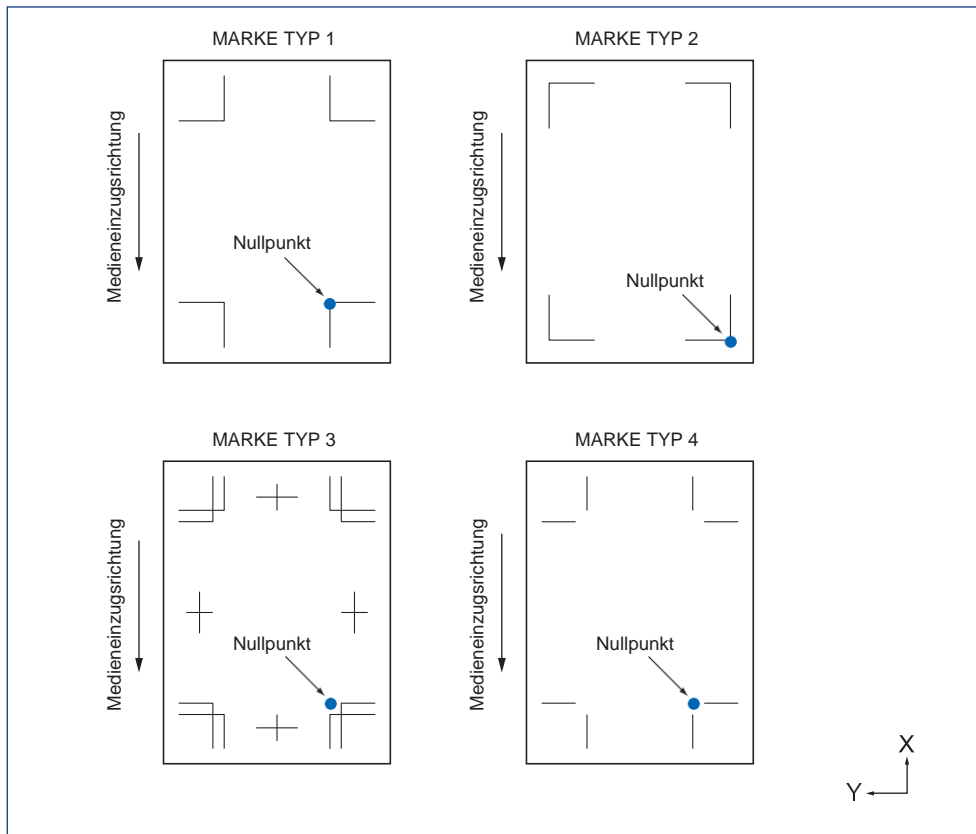 MARKE TYP 1
Medieneinzugsrichtung
Nullpunkt
MARKE TYP 2
Medieneinzugsrichtung
Nullpunkt
MARKE TYP 3
Medieneinzugsrichtung
Nullpunkt
MARKE TYP 4
Medieneinzugsrichtung
Nullpunkt
X
Y